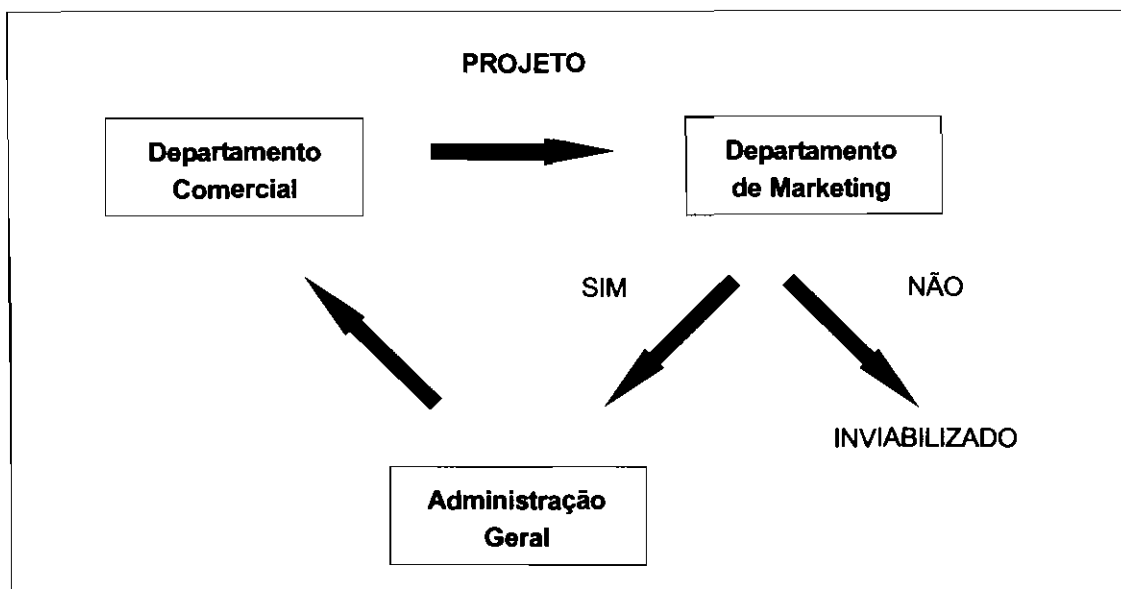 PROJETO
Departamento
Comercial
Departamento
de Marketing
SIM
NÃO
INVIABILIZADO
Administração
Geral